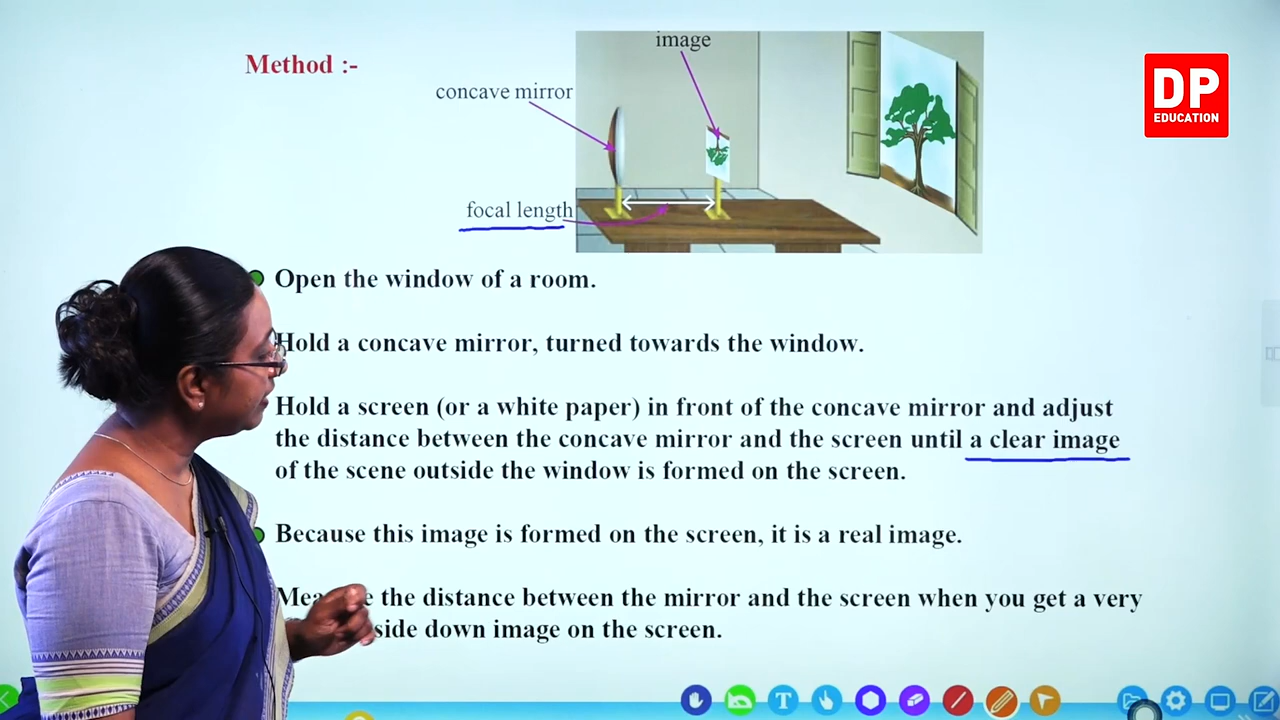 Method :-
image
concave mirror
focal length
DP
EDUCATION
Open the window of a room.
Hold a concave mirror, turned towards the window.
Hold a screen (or a white paper) in front of the concave mirror and adjust
the distance between the concave mirror and the screen until a clear image
of the scene outside the window is formed on the screen.
Because this image is formed on the screen, it is a real image.
the distance between the mirror and the screen when you get a very
side down image on the screen.